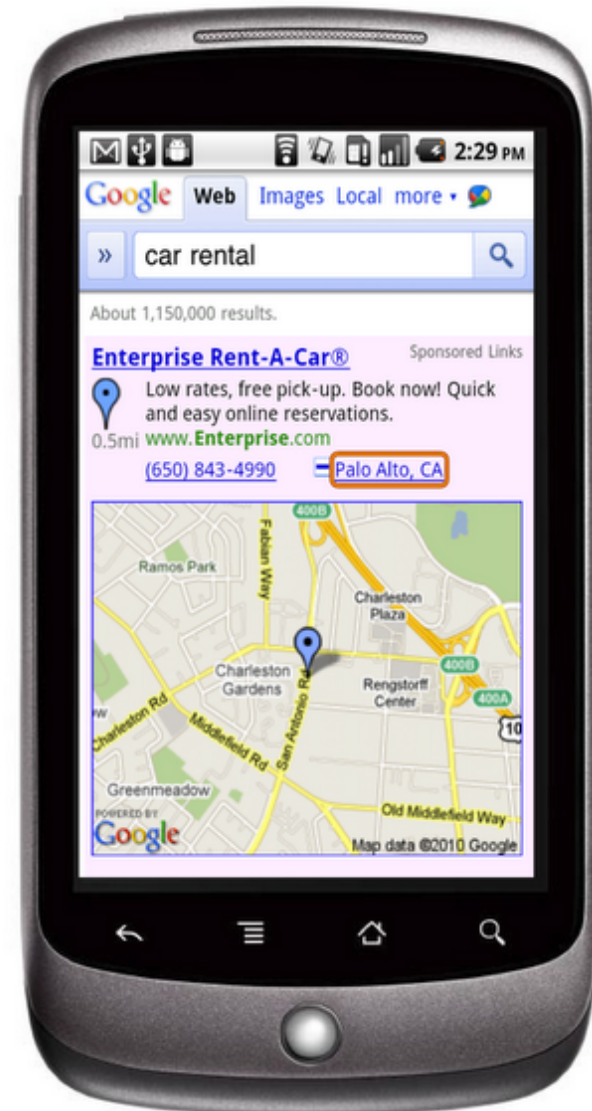 2:29 PM
Google Web Images Local more
» car rental
About 1,150,000 results.
Enterprise Rent-A-Car® Sponsored Links
Low rates, free pick-up. Book now! Quick
and easy online reservations.
0.5mi www.Enterprise.com
(650) 843-4990 Palo Alto, CA
400B
Fabian Way
Ramos Park
Charleston
Plaza
400B
Charleston
Gardens
Rengstorff
Center
400A
San Antonio Rd
Charleston Rd
Middlefield Rd
10
Greenmeadow
Old Middlefield Way
POWERED BY
Google
Map data ©2010 Google